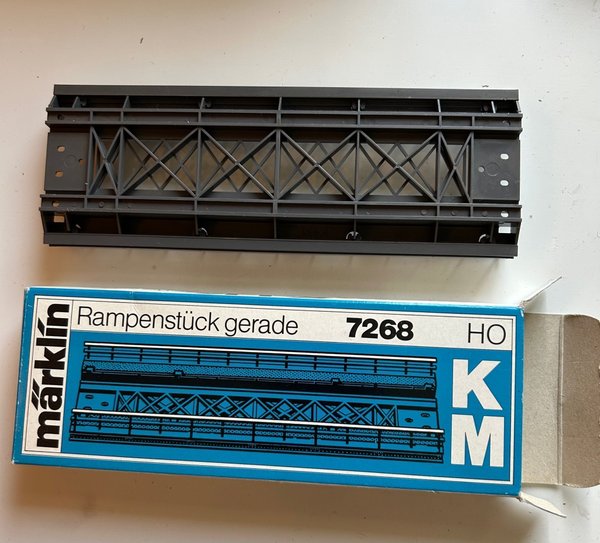 märklin
Rampenstück gerade 7268 HO
K
M